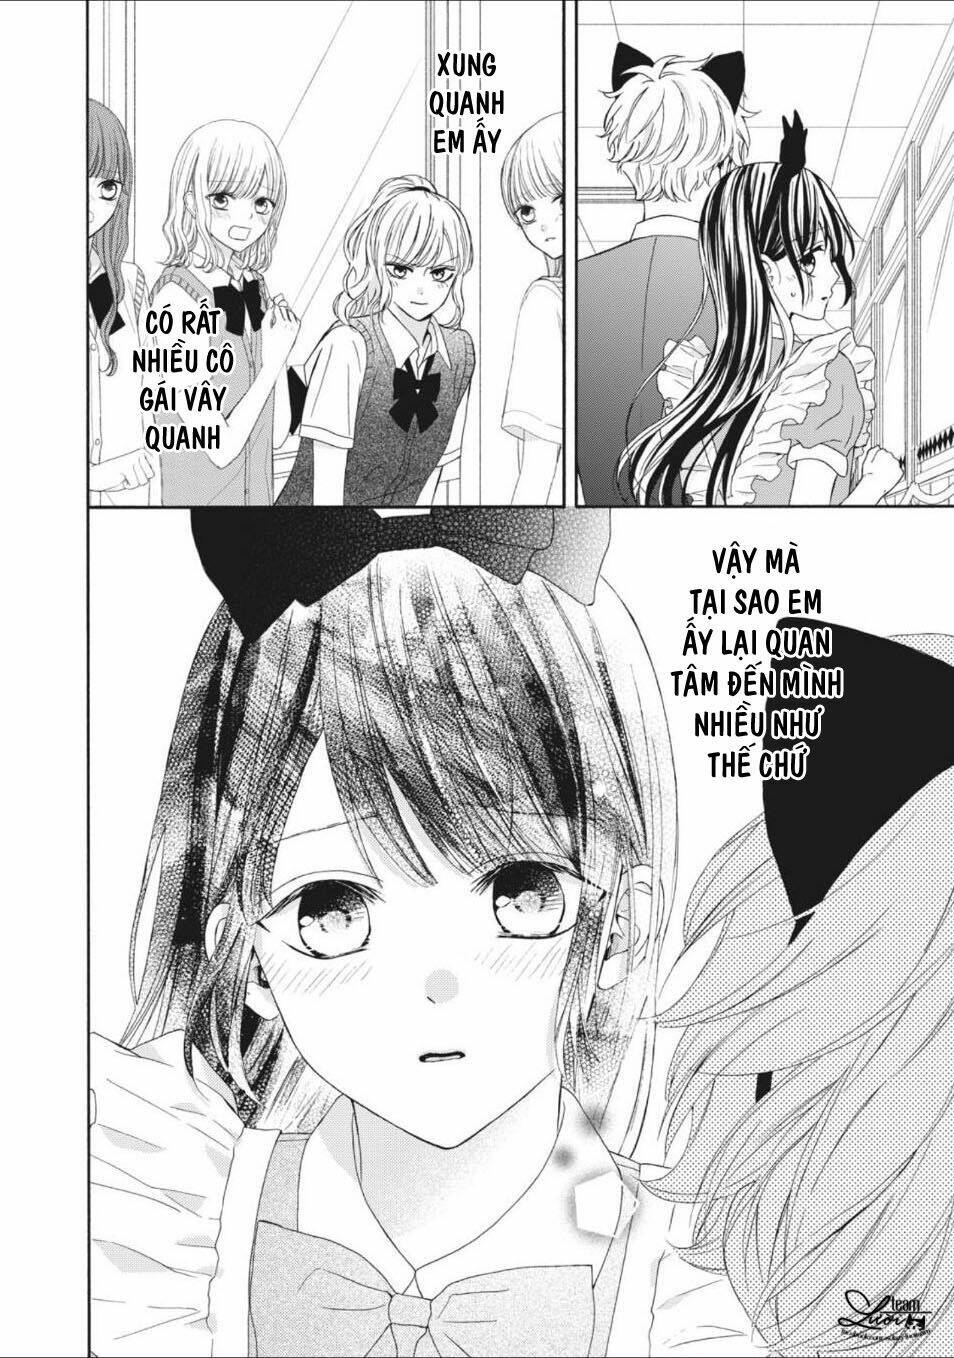 XUNG
QUANH
EM ẤY
CÓ RẤT
NHIỀU CÔ
GÁI VÂY
QUANH
VẬY MÀ
TẠI SAO EM
ẤY LẠI QUAN
TÂM ĐẾN MÌNH
NHIỀU NHƯ
THẾ CHỨ
team
Lười